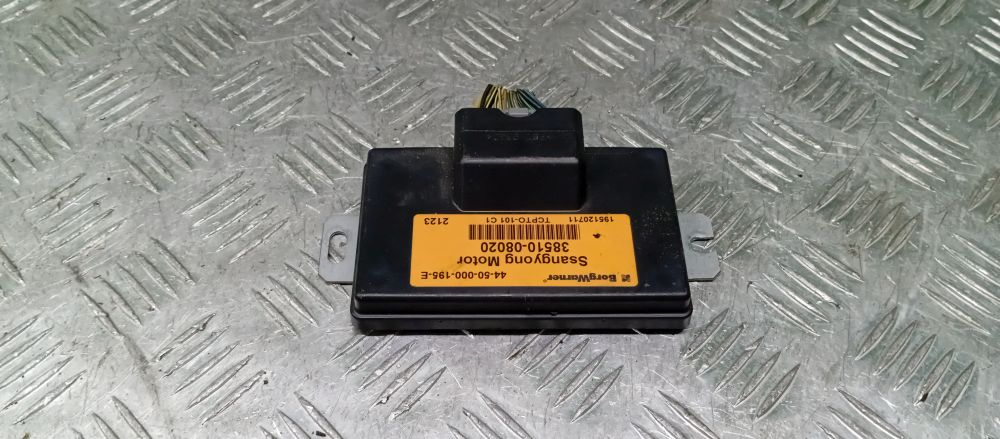 BorgWarner® 44-50-000-195-E
Ssangyong Motor
38510-08020
195120711 TCPTO-101 C1 2123